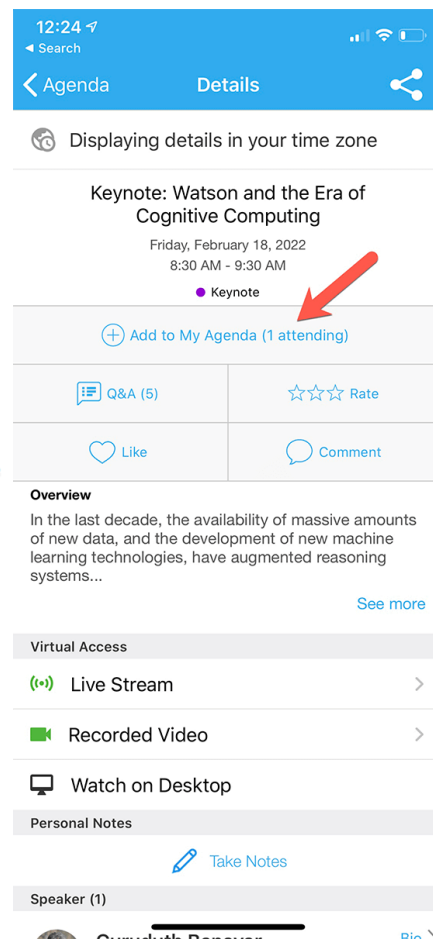 12:24
Search
Agenda
Details
Displaying details in your time zone
Keynote: Watson and the Era of
Cognitive Computing
Friday, February 18, 2022
8:30 AM - 9:30 AM
Keynote
Add to My Agenda (1 attending)
Q&A (5)
Rate
Like
Comment
Overview
In the last decade, the availability of massive amounts
of new data, and the development of new machine
learning technologies, have augmented reasoning
systems...
See more
Virtual Access
Live Stream
Recorded Video
Watch on Desktop
Personal Notes
Take Notes
Speaker (1)
Bio